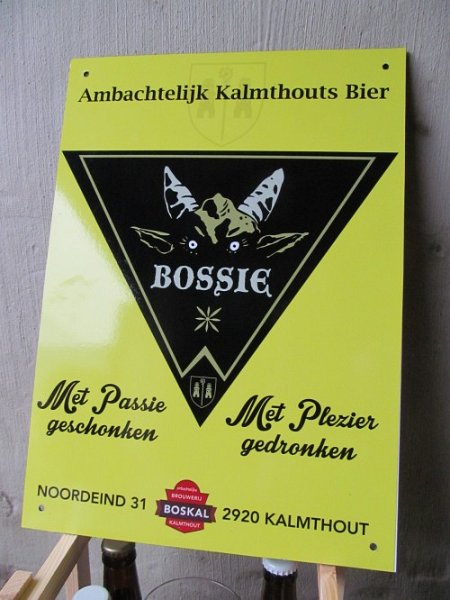 Ambachtelijk Kalmthouts Bier
BOSSIE
Met Passie
geschonken
Met Plezier
gedronken
NOORDEIND 31
BROUWERIJ
BOSKAL
KALMTHOUT
2920 KALMTHOUT